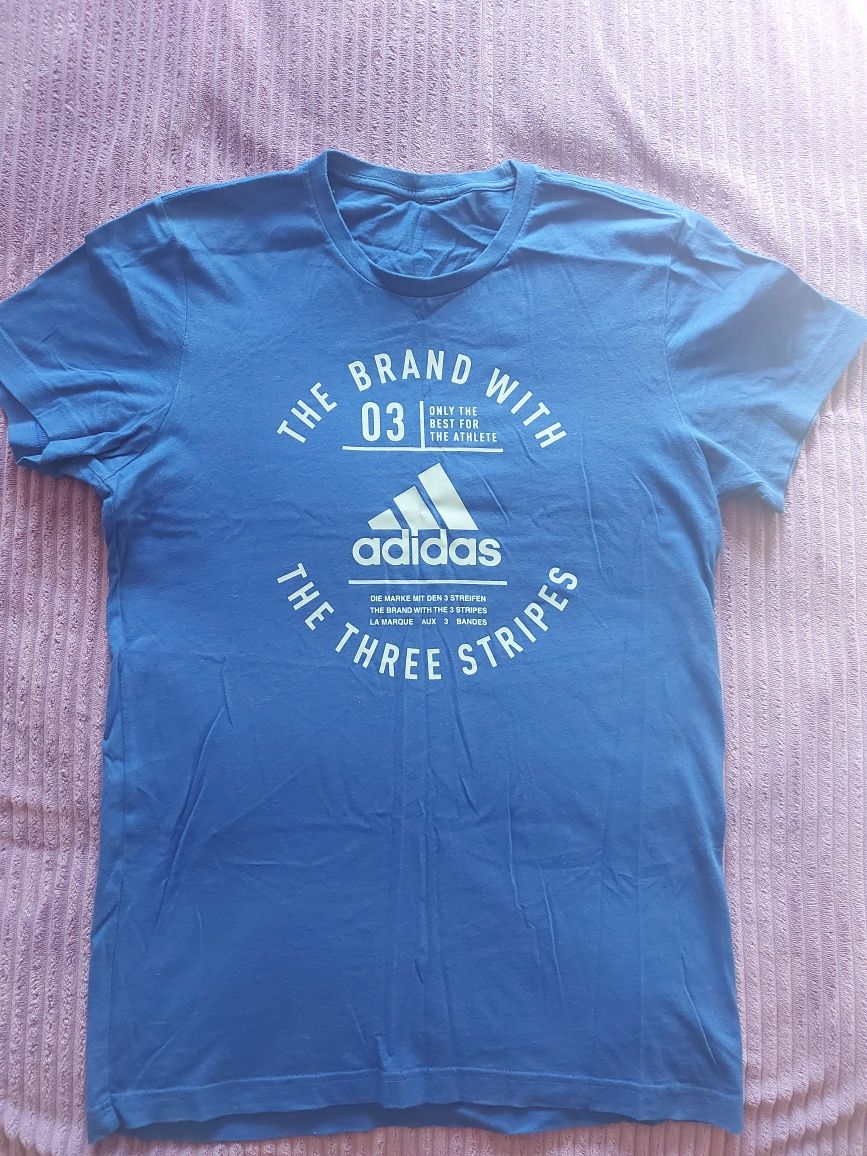 THE BRAND WITH
03
ONLY THE
BEST FOR
THE ATHLETE
adidas
DIE MARKE MIT DEN 3 STREIFEN
THE BRAND WITH THE 3 STRIPES
LA MARQUE AUX 3 BANDES
THE THREE STRIPES